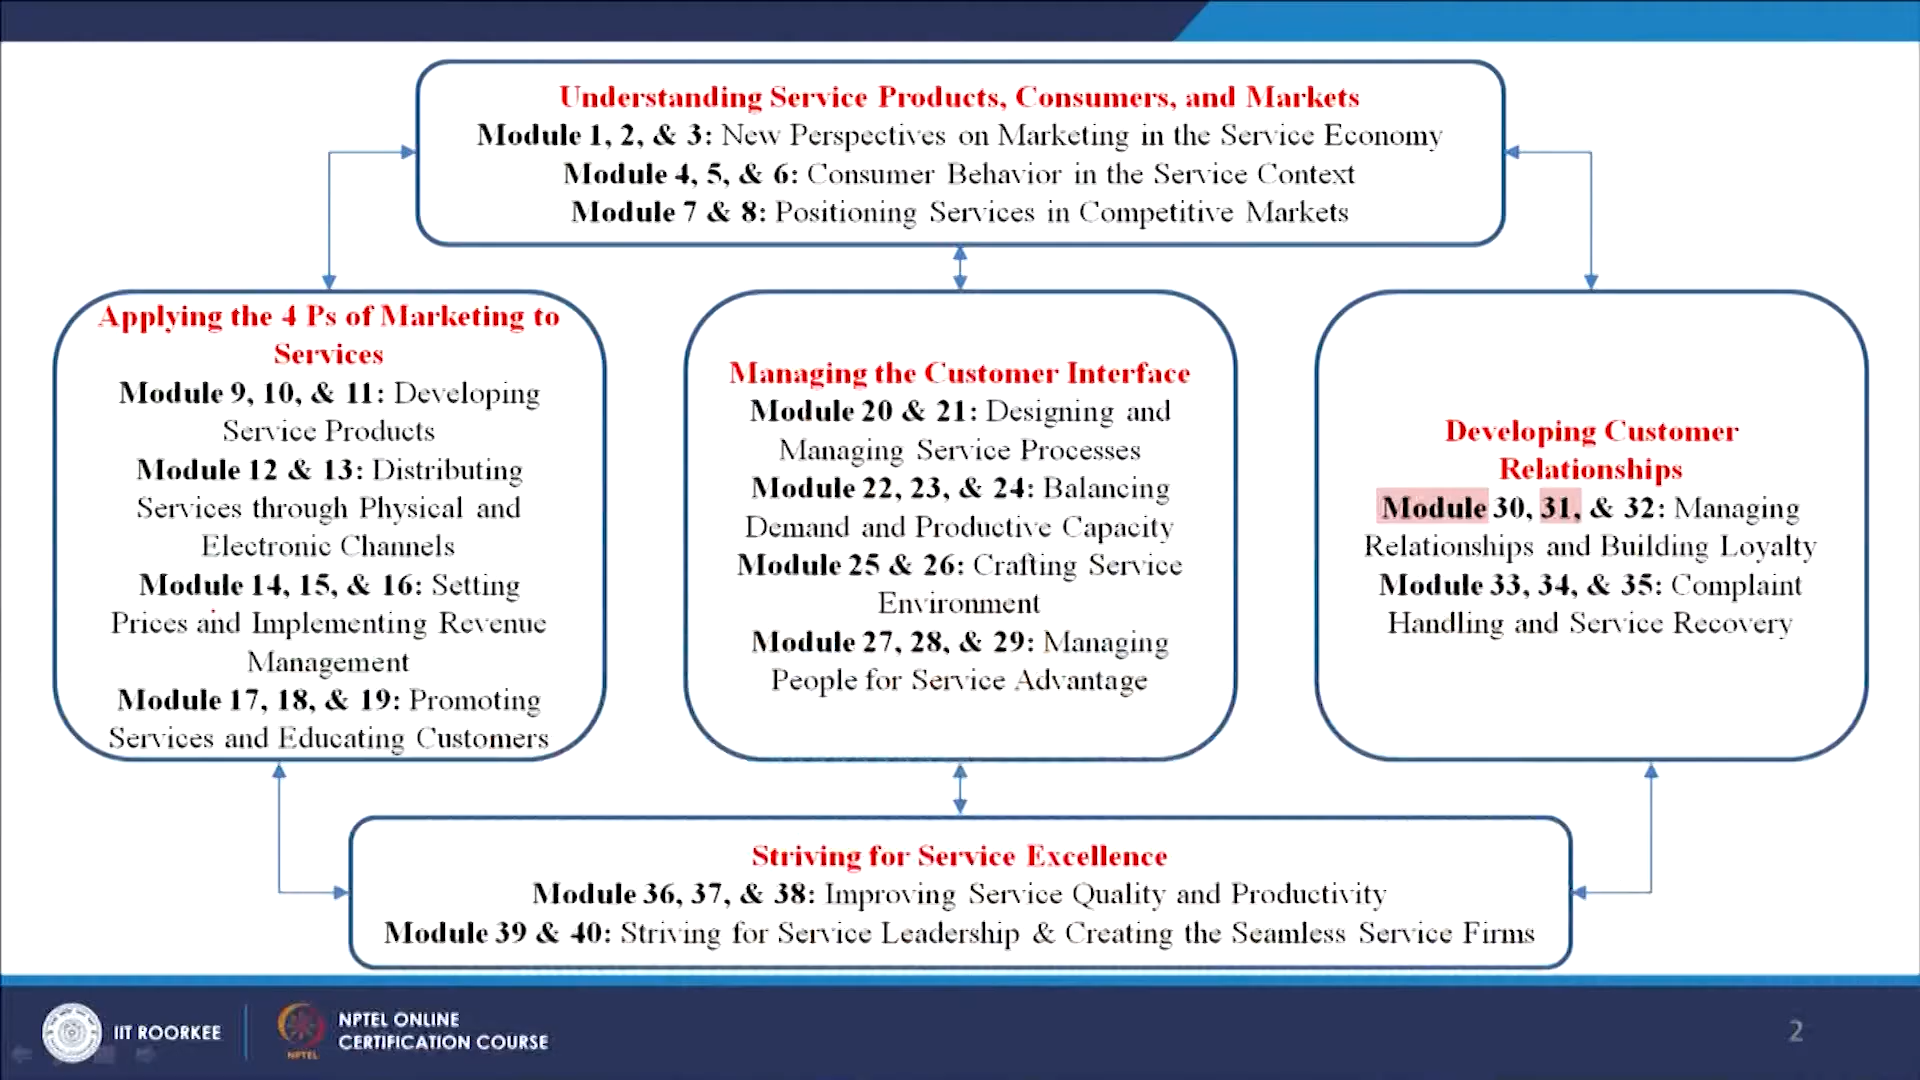 Understanding Service Products, Consumers, and Markets
Module 1, 2, & 3: New Perspectives on Marketing in the Service Economy
Module 4, 5, & 6: Consumer Behavior in the Service Context
Module 7 & 8: Positioning Services in Competitive Markets
Applying the 4 Ps of Marketing to
Services
Module 9, 10, & 11: Developing
Service Products
Module 12 & 13: Distributing
Services through Physical and
Electronic Channels
Module 14, 15, & 16: Setting
Prices and Implementing Revenue
Management
Module 17, 18, & 19: Promoting
Services and Educating Customers
Managing the Customer Interface
Module 20 & 21: Designing and
Managing Service Processes
Module 22, 23, & 24: Balancing
Demand and Productive Capacity
Module 25 & 26: Crafting Service
Environment
Module 27, 28, & 29: Managing
People for Service Advantage
Developing Customer
Relationships
Module 30, 31, & 32: Managing
Relationships and Building Loyalty
Module 33, 34, & 35: Complaint
Handling and Service Recovery
Striving for Service Excellence
Module 36, 37, & 38: Improving Service Quality and Productivity
Module 39 & 40: Striving for Service Leadership & Creating the Seamless Service Firms
IIT ROORKEE
NPTEL
NPTEL ONLINE
CERTIFICATION COURSE
2